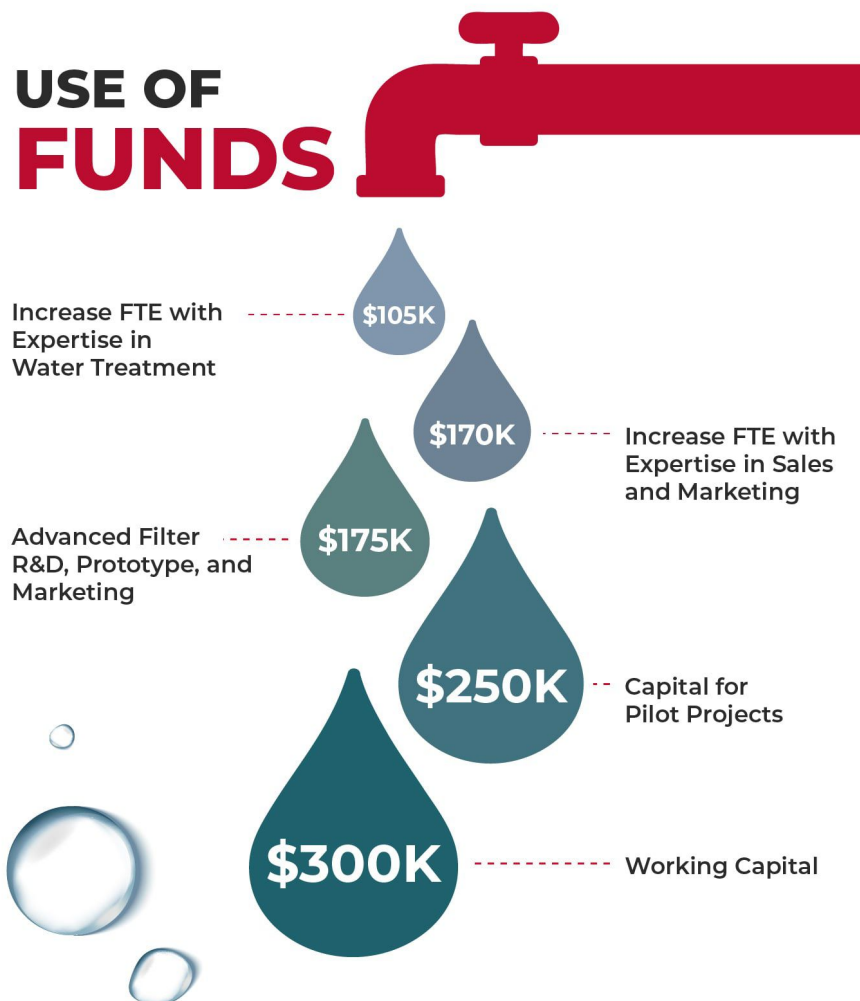 USE OF
FUNDS
$105K
Increase FTE with
Expertise in
Water Treatment
$170K
Increase FTE with
Expertise in Sales
and Marketing
$175K
Advanced Filter
R&D, Prototype, and
Marketing
$250K
Capital for
Pilot Projects
$300K
Working Capital